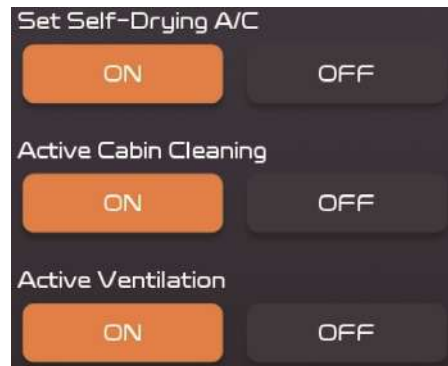 Set Self-Drying A/C
ON OFF
Active Cabin Cleaning
ON OFF
Active Ventilation
ON OFF